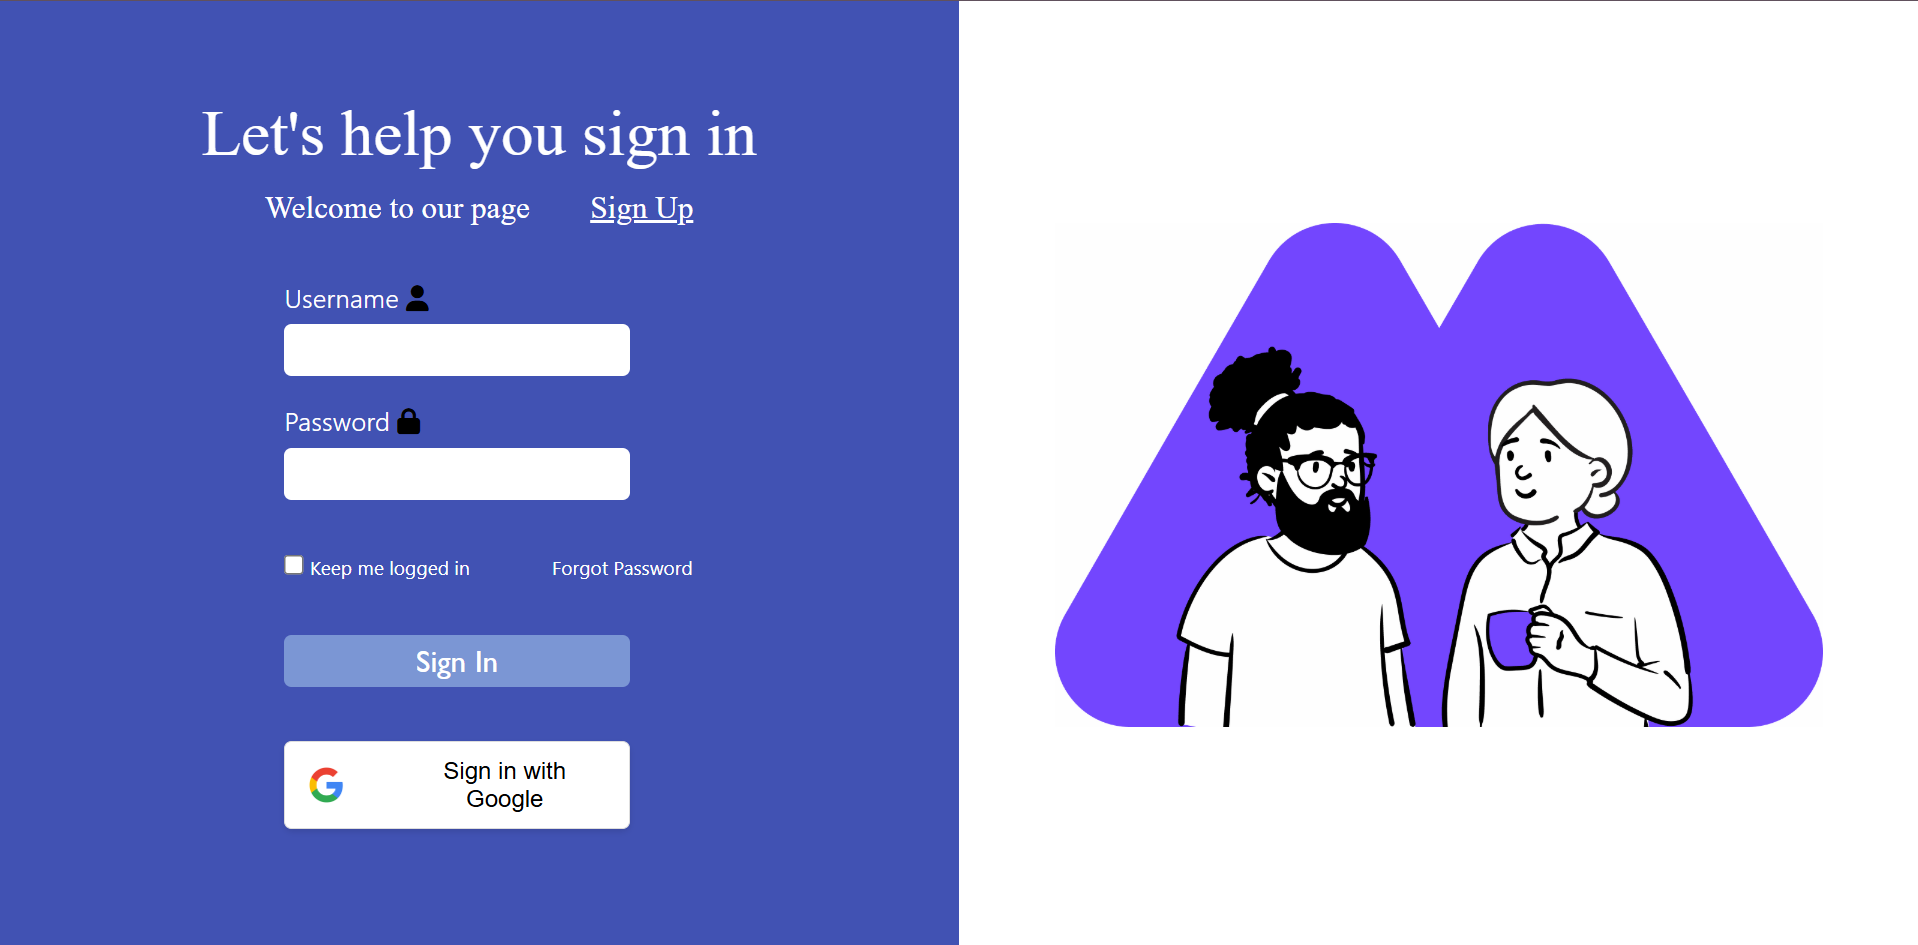 Let's help you sign in
Welcome to our page Sign Up
Username
Password
Keep me logged in Forgot Password
Sign In
Sign in with
Google